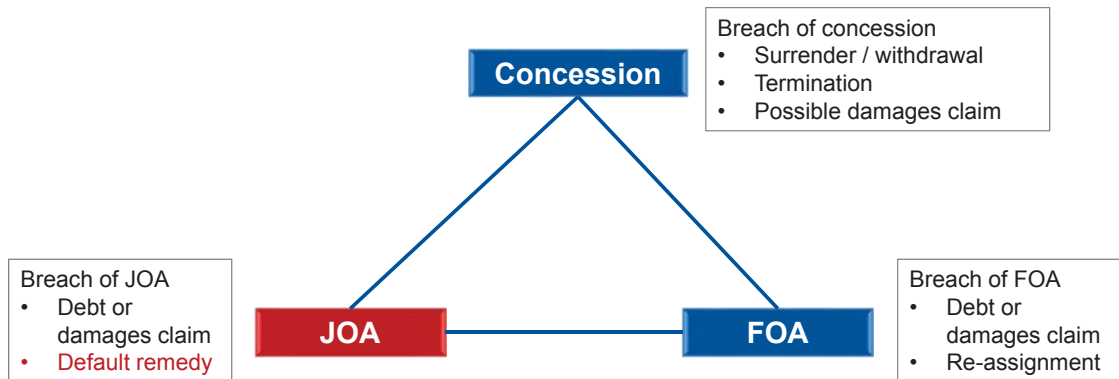 Breach of concession
• Surrender / withdrawal
• Termination
• Possible damages claim
Concession
Breach of JOA
• Debt or
damages claim
• Default remedy
JOA
FOA
Breach of FOA
• Debt or
damages claim
• Re-assignment